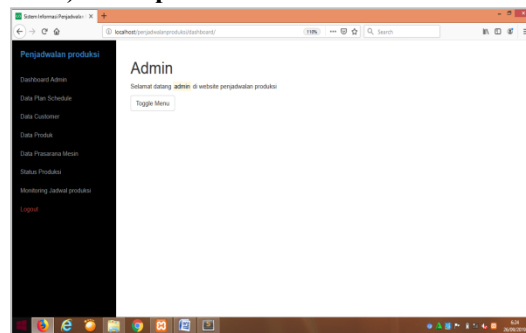 Sistem Informasi Penjadwalan
localhost/penjadwalanproduksi/dashboard/
110%
Search
Penjadwalan produksi
Dashboard Admin
Data Plan Schedule
Data Customer
Data Produk
Data Prasarana Mesin
Status Produksi
Monitoring Jadwal produksi
Logout
Admin
Selamat datang admin di website penjadwalan produksi
Toggle Menu